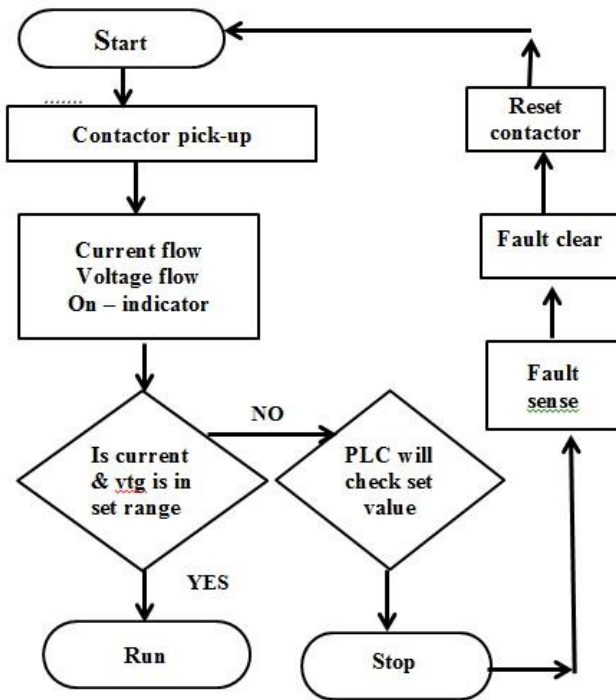 Start
Contactor pick-up
Current flow
Voltage flow
On – indicator
Is current
& vtg is in
set range
NO
YES
Run
PLC will
check set
value
Stop
Fault
sense
Fault clear
Reset
contactor